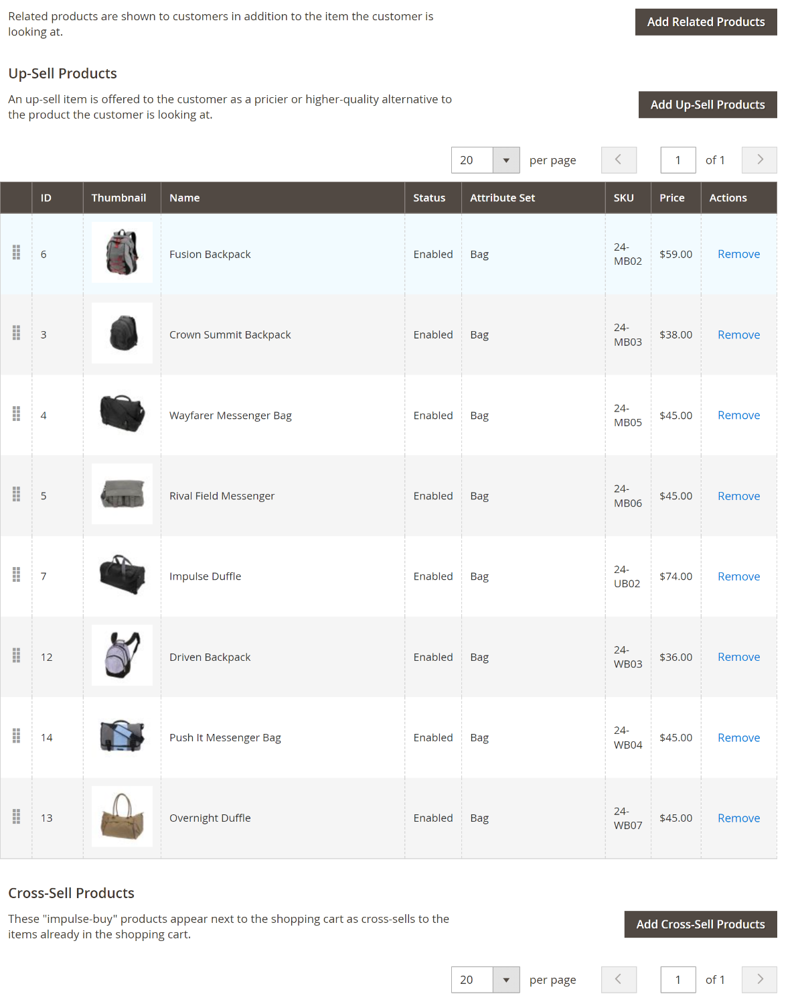 Related products are shown to customers in addition to the item the customer is
looking at.
Add Related Products
Up-Sell Products
An up-sell item is offered to the customer as a pricier or higher-quality alternative to
the product the customer is looking at.
Add Up-Sell Products
20 per page 1 of 1
ID Thumbnail Name Status Attribute Set SKU Price Actions
6 Fusion Backpack Enabled Bag 24-
MB02 $59.00 Remove
3 Crown Summit Backpack Enabled Bag 24-
MB03 $38.00 Remove
4 Wayfarer Messenger Bag Enabled Bag 24-
MB05 $45.00 Remove
5 Rival Field Messenger Enabled Bag 24-
MB06 $45.00 Remove
7 Impulse Duffle Enabled Bag 24-
UB02 $74.00 Remove
12 Driven Backpack Enabled Bag 24-
WB03 $36.00 Remove
14 Push It Messenger Bag Enabled Bag 24-
WB04 $45.00 Remove
13 Overnight Duffle Enabled Bag 24-
WB07 $45.00 Remove
Cross-Sell Products
These "impulse-buy" products appear next to the shopping cart as cross-sells to the
items already in the shopping cart.
Add Cross-Sell Products
20 per page 1 of 1